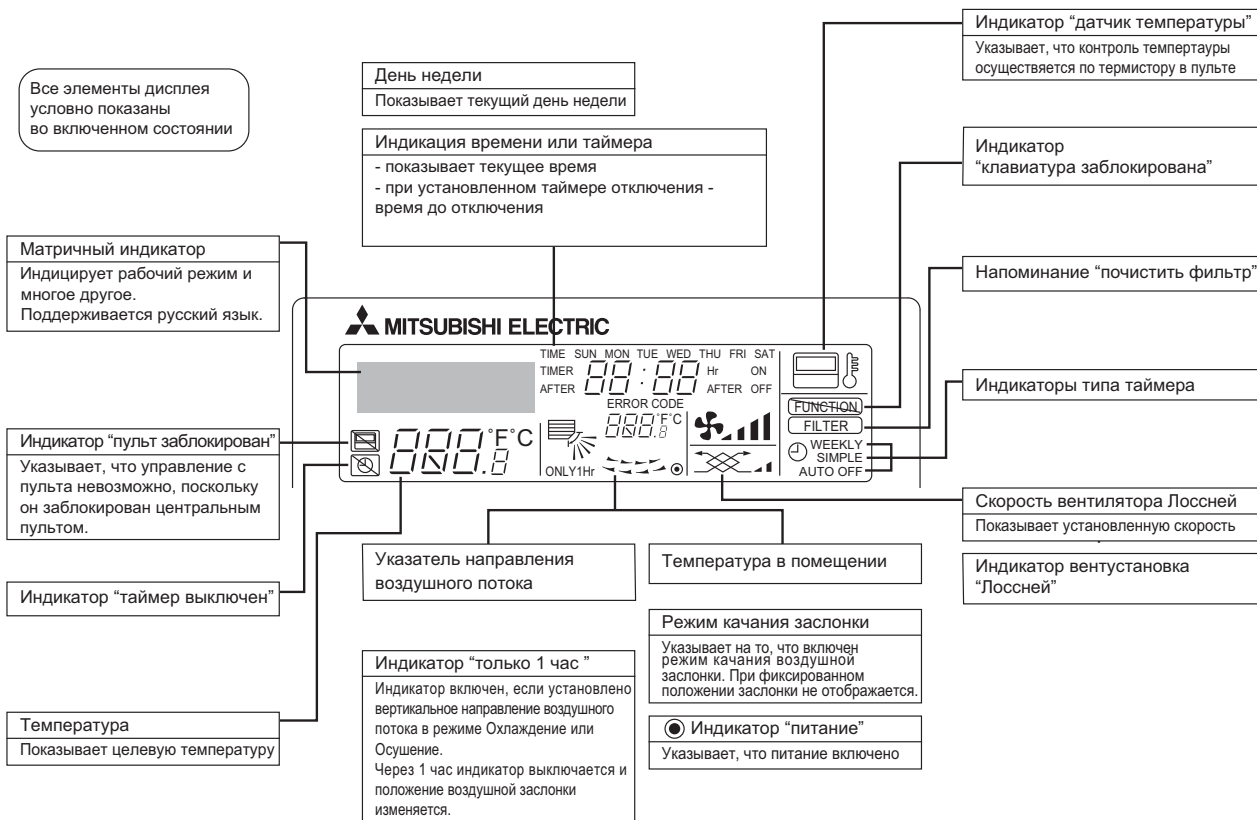 Все элементы дисплея
условно показаны
во включенном состоянии
День недели
Показывает текущий день недели
Индикация времени или таймера
- показывает текущее время
- при установленном таймере отключения -
время до отключения
Индикатор “датчик температуры”
Указывает, что контроль темпертауры
осуществяется по термистору в пульте
Индикатор
“клавиатура заблокирована”
Напоминание “почистить фильтр”
Индикаторы типа таймера
Скорость вентилятора Лоссней
Показывает установленную скорость
Индикатор вентустановка
“Лоссней”
Матричный индикатор
Индицирует рабочий режим и
многое другое.
Поддерживается русский язык.
Индикатор “пульт заблокирован”
Указывает, что управление с
пульта невозможно, поскольку
он заблокирован центральным
пультом.
Индикатор “таймер выключен”
Температура
Показывает целевую температуру
MITSUBISHI ELECTRIC
TIME SUN MON TUE WED THU FRI SAT
TIMER 88:88 Hr ON
AFTER AFTER OFF
ERROR CODE
888.8 °F°C
888.8 °F°C
ONLY1Hr
FUNCTION
FILTER
WEEKLY
SIMPLE
AUTO OFF
Указатель направления
воздушного потока
Температура в помещении
Режим качания заслонки
Указывает на то, что включен
режим качания воздушной
заслонки. При фиксированном
положении заслонки не отображается.
Индикатор “питание”
Указывает, что питание включено
Индикатор “только 1 час ”
Индикатор включен, если установлено
вертикальное направление воздушного
потока в режиме Охлаждение или
Осушение.
Через 1 час индикатор выключается и
положение воздушной заслонки
изменяется.